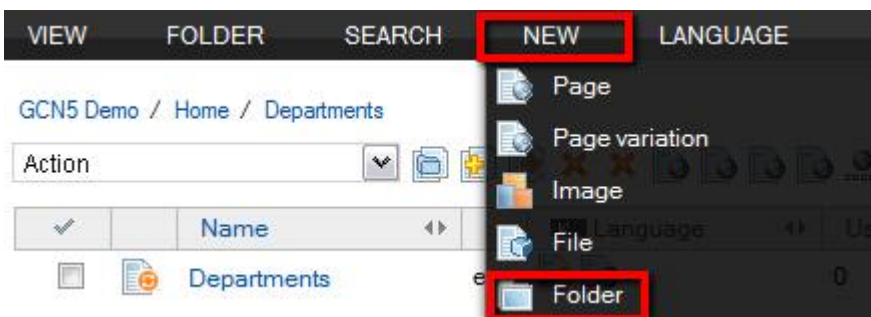 VIEW FOLDER SEARCH NEW LANGUAGE
Page
GCN5 Demo / Home / Departments
Page variation
Action
Image
Name Language Us
File
Departments e 0
Folder